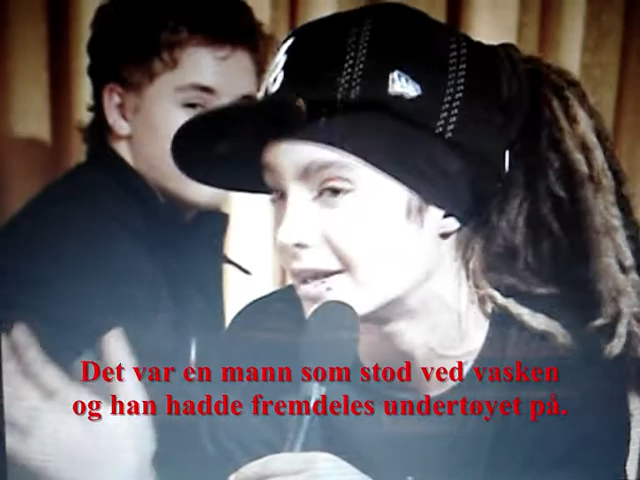 Det var en mann som stod ved vasken
og han hadde fremdeles undertøyet på.